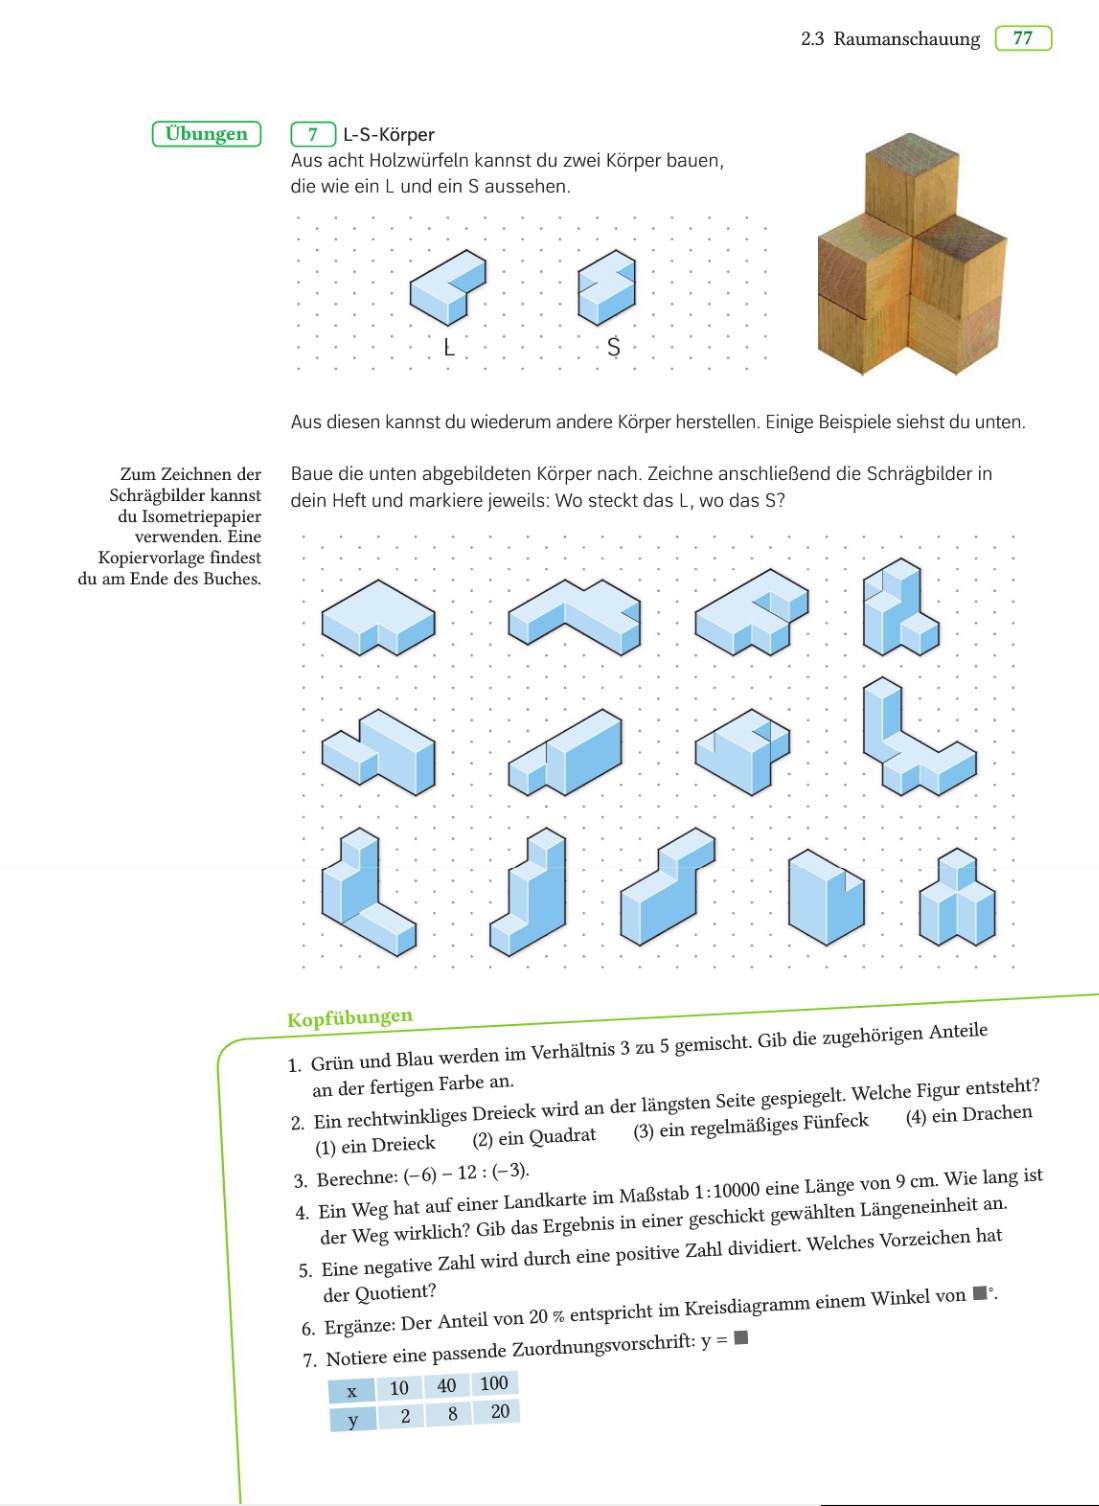 2.3 Raumanschauung 77
Übungen
7 L-S-Körper
Aus acht Holzwürfeln kannst du zwei Körper bauen,
die wie ein L und ein S aussehen.
L
S
Aus diesen kannst du wiederum andere Körper herstellen. Einige Beispiele siehst du unten.
Zum Zeichnen der
Schrägbilder kannst
du Isometriepapier
verwenden. Eine
Kopiervorlage findest
du am Ende des Buches.
Baue die unten abgebildeten Körper nach. Zeichne anschließend die Schrägbilder in
dein Heft und markiere jeweils: Wo steckt das L, wo das S?
Kopfübungen
1. Grün und Blau werden im Verhältnis 3 zu 5 gemischt. Gib die zugehörigen Anteile
an der fertigen Farbe an.
2. Ein rechtwinkliges Dreieck wird an der längsten Seite gespiegelt. Welche Figur entsteht?
(1) ein Dreieck (2) ein Quadrat (3) ein regelmäßiges Fünfeck (4) ein Drachen
3. Berechne: (−6) − 12 : (−3).
4. Ein Weg hat auf einer Landkarte im Maßstab 1:10000 eine Länge von 9 cm. Wie lang ist
der Weg wirklich? Gib das Ergebnis in einer geschickt gewählten Längeneinheit an.
5. Eine negative Zahl wird durch eine positive Zahl dividiert. Welches Vorzeichen hat
der Quotient?
6. Ergänze: Der Anteil von 20 % entspricht im Kreisdiagramm einem Winkel von ■°.
7. Notiere eine passende Zuordnungsvorschrift: y = ■
x 10 40 100
y 2 8 20